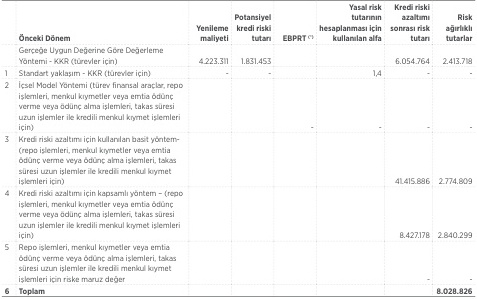 Önceki Dönem Yenileme maliyeti Potansiyel kredi riski tutarı EBPRT (*) Yasal risk tutarının hesaplanması için kullanılan alfa Kredi riski azaltımı sonrası risk tutarı Risk ağırlıklı tutarlar
Gerçeğe Uygun Değerine Göre Değerleme
Yöntemi - KKR (türevler için) 4.223.311 1.831.453 6.054.764 2.413.718
1 Standart yaklaşım - KKR (türevler için) - - 1,4 - -
2 İçsel Model Yöntemi (türev finansal araçlar, repo
işlemleri, menkul kıymetler veya emtia ödünç
verme veya ödünç alma işlemleri, takas süresi
uzun işlemler ile kredili menkul kıymet işlemleri
için) - - - -
3 Kredi riski azaltımı için kullanılan basit yöntem-
(repo işlemleri, menkul kıymetler veya emtia
ödünç verme veya ödünç alma işlemleri, takas
süresi uzun işlemler ile kredili menkul kıymet
işlemleri için) 41.415.886 2.774.809
4 Kredi riski azaltımı için kapsamlı yöntem – (repo
işlemleri, menkul kıymetler veya emtia ödünç
verme veya ödünç alma işlemleri, takas süresi
uzun işlemler ile kredili menkul kıymet işlemleri
için) 8.427.178 2.840.299
5 Repo işlemleri, menkul kıymetler veya emtia
ödünç verme veya ödünç alma işlemleri, takas
süresi uzun işlemler ile kredili menkul kıymet
işlemleri için riske maruz değer - -
6 Toplam 8.028.826